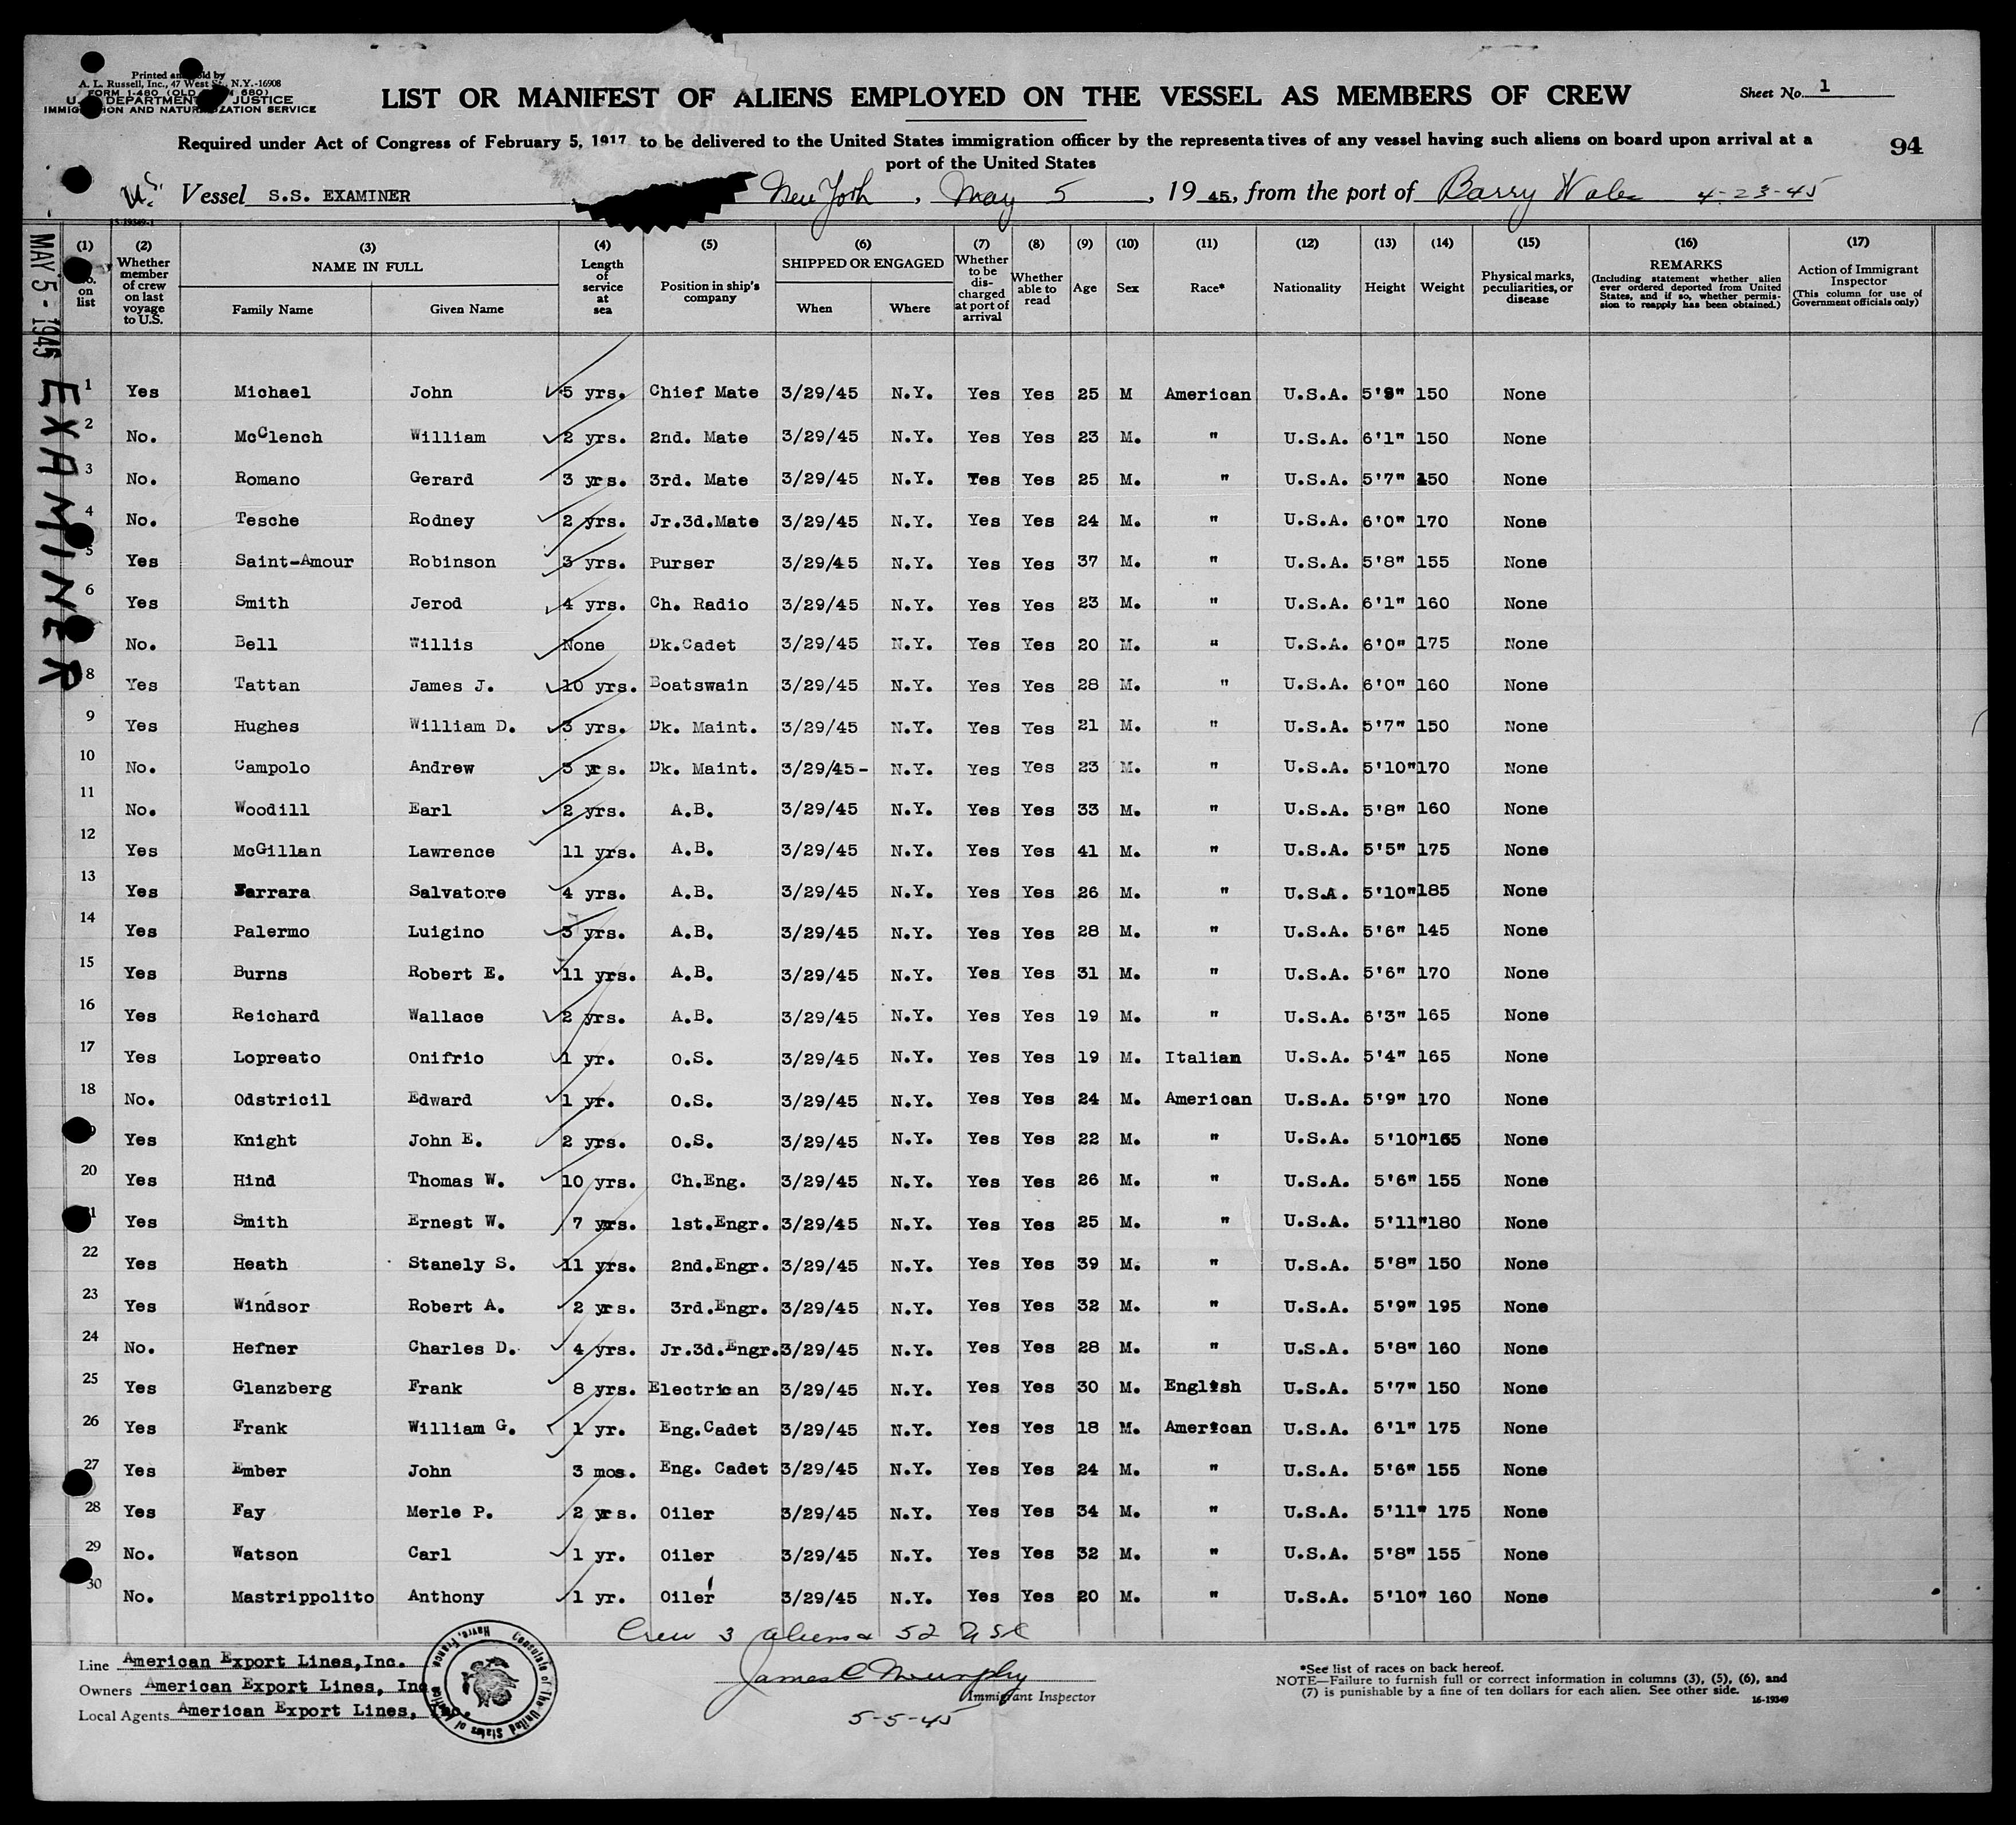 Printed and Sold by
A. L. Russell, Inc., 47 West St., N.Y.-16908
FORM I-480 (OLD 680)
U. DEPARTMENT JUSTICE
IMMIGRATION AND NATURALIZATION SERVICE
LIST OR MANIFEST OF ALIENS EMPLOYED ON THE VESSEL AS MEMBERS OF CREW
Sheet No. 1
Required under Act of Congress of February 5, 1917 to be delivered to the United States immigration officer by the representatives of any vessel having such aliens on board upon arrival at a
port of the United States
94
U.S. Vessel S.S. EXAMINER New York, May 5, 1945, from the port of Barry Wales 4-23-45
MAY 5 - 1945
EXAMINER
(1) No. on list
(2) Whether member of crew on last voyage to U.S.
(3) NAME IN FULL Family Name Given Name
(4) Length of service at sea
(5) Position in ship's company
(6) SHIPPED OR ENGAGED When Where
(7) Whether to be discharged at port of arrival
(8) Whether able to read
(9) Age
(10) Sex
(11) Race*
(12) Nationality
(13) Height
(14) Weight
(15) Physical marks, peculiarities, or disease
(16) REMARKS (Including statement whether alien ever ordered deported from United States, and if so, whether permission to reapply has been obtained.)
(17) Action of Immigrant Inspector (This column for use of Government officials only)
1 Yes Michael John 5 yrs. Chief Mate 3/29/45 N.Y. Yes Yes 25 M American U.S.A. 5'9" 150 None
2 No. McClench William 2 yrs. 2nd. Mate 3/29/45 N.Y. Yes Yes 23 M. " U.S.A. 6'1" 150 None
3 No. Romano Gerard 3 yrs. 3rd. Mate 3/29/45 N.Y. Yes Yes 25 M. " U.S.A. 5'7" 150 None
4 No. Tesche Rodney 2 yrs. Jr.3d.Mate 3/29/45 N.Y. Yes Yes 24 M. " U.S.A. 6'0" 170 None
5 Yes Saint-Amour Robinson 3 yrs. Purser 3/29/45 N.Y. Yes Yes 37 M. " U.S.A. 5'8" 155 None
6 Yes Smith Jerod 4 yrs. Ch. Radio 3/29/45 N.Y. Yes Yes 23 M. " U.S.A. 6'1" 160 None
No. Bell Willis None Dk.Cadet 3/29/45 N.Y. Yes Yes 20 M. " U.S.A. 6'0" 175 None
8 Yes Tattan James J. 10 yrs. Boatswain 3/29/45 N.Y. Yes Yes 28 M. " U.S.A. 6'0" 160 None
9 Yes Hughes William D. 3 yrs. Dk. Maint. 3/29/45 N.Y. Yes Yes 21 M. " U.S.A. 5'7" 150 None
10 No. Campolo Andrew 3 yrs. Dk. Maint. 3/29/45- N.Y. Yes Yes 23 M. " U.S.A. 5'10" 170 None
11 No. Woodill Earl 2 yrs. A.B. 3/29/45 N.Y. Yes Yes 33 M. " U.S.A. 5'8" 160 None
12 Yes McGillan Lawrence 11 yrs. A.B. 3/29/45 N.Y. Yes Yes 41 M. " U.S.A. 5'5" 175 None
13 Yes Farrara Salvatore 4 yrs. A.B. 3/29/45 N.Y. Yes Yes 26 M. " U.S.A. 5'10" 185 None
14 Yes Palermo Luigino 3 yrs. A.B. 3/29/45 N.Y. Yes Yes 28 M. " U.S.A. 5'6" 145 None
15 Yes Burns Robert E. 11 yrs. A.B. 3/29/45 N.Y. Yes Yes 31 M. " U.S.A. 5'6" 170 None
16 Yes Reichard Wallace 2 yrs. A.B. 3/29/45 N.Y. Yes Yes 19 M. " U.S.A. 6'3" 165 None
17 Yes Lopreato Onifrio 1 yr. O.S. 3/29/45 N.Y. Yes Yes 19 M. Italian U.S.A. 5'4" 165 None
18 No. Odstricil Edward 1 yr. O.S. 3/29/45 N.Y. Yes Yes 24 M. American U.S.A. 5'9" 170 None
Yes Knight John E. 2 yrs. O.S. 3/29/45 N.Y. Yes Yes 22 M. " U.S.A. 5'10" 165 None
20 Yes Hind Thomas W. 10 yrs. Ch.Eng. 3/29/45 N.Y. Yes Yes 26 M. " U.S.A. 5'6" 155 None
21 Yes Smith Ernest W. 7 yrs. 1st.Engr. 3/29/45 N.Y. Yes Yes 25 M. " U.S.A. 5'11" 180 None
22 Yes Heath Stanely S. 11 yrs. 2nd.Engr. 3/29/45 N.Y. Yes Yes 39 M. " U.S.A. 5'8" 150 None
23 Yes Windsor Robert A. 2 yrs. 3rd.Engr. 3/29/45 N.Y. Yes Yes 32 M. " U.S.A. 5'9" 195 None
24 No. Hefner Charles D. 4 yrs. Jr.3d.Engr. 3/29/45 N.Y. Yes Yes 28 M. " U.S.A. 5'8" 160 None
25 Yes Glanzberg Frank 8 yrs. Electrican 3/29/45 N.Y. Yes Yes 30 M. English U.S.A. 5'7" 150 None
26 Yes Frank William G. 1 yr. Eng.Cadet 3/29/45 N.Y. Yes Yes 18 M. American U.S.A. 6'1" 175 None
27 Yes Ember John 3 mos. Eng. Cadet 3/29/45 N.Y. Yes Yes 24 M. " U.S.A. 5'6" 155 None
28 Yes Fay Merle P. 2 yrs. Oiler 3/29/45 N.Y. Yes Yes 34 M. " U.S.A. 5'11" 175 None
29 No. Watson Carl 1 yr. Oiler 3/29/45 N.Y. Yes Yes 32 M. " U.S.A. 5'8" 155 None
30 No. Mastrippolito Anthony 1 yr. Oiler 3/29/45 N.Y. Yes Yes 20 M. " U.S.A. 5'10" 160 None
Crew 3 aliens & 52 USC
Line American Export Lines,Inc.
Owners American Export Lines, Inc
Local Agents American Export Lines, Inc.
Consulate of the United States of America Havre, France
James C Murphy
Immigrant Inspector
5-5-45
*See list of races on back hereof.
NOTE—Failure to furnish full or correct information in columns (3), (5), (6), and
(7) is punishable by a fine of ten dollars for each alien. See other side.
16-19349